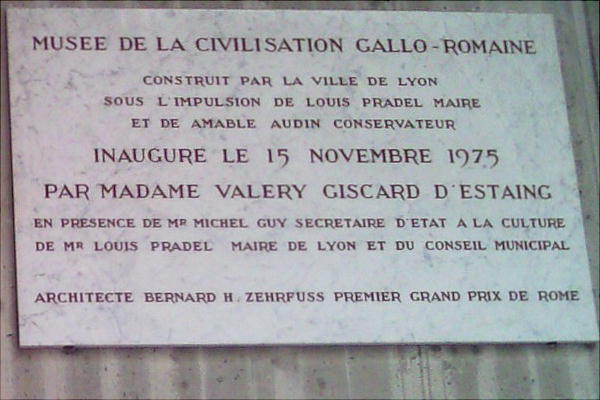 MUSEE DE LA CIVILISATION GALLO-ROMAINE
CONSTRUIT PAR LA VILLE DE LYON
SOUS L'IMPULSION DE LOUIS PRADEL MAIRE
ET DE AMABLE AUDIN CONSERVATEUR
INAUGURE LE 15 NOVEMBRE 1975
PAR MADAME VALERY GISCARD D'ESTAING
EN PRESENCE DE MR MICHEL GUY SECRETAIRE D'ETAT A LA CULTURE
DE MR LOUIS PRADEL MAIRE DE LYON ET DU CONSEIL MUNICIPAL
ARCHITECTE BERNARD H. ZEHRFUSS PREMIER GRAND PRIX DE ROME